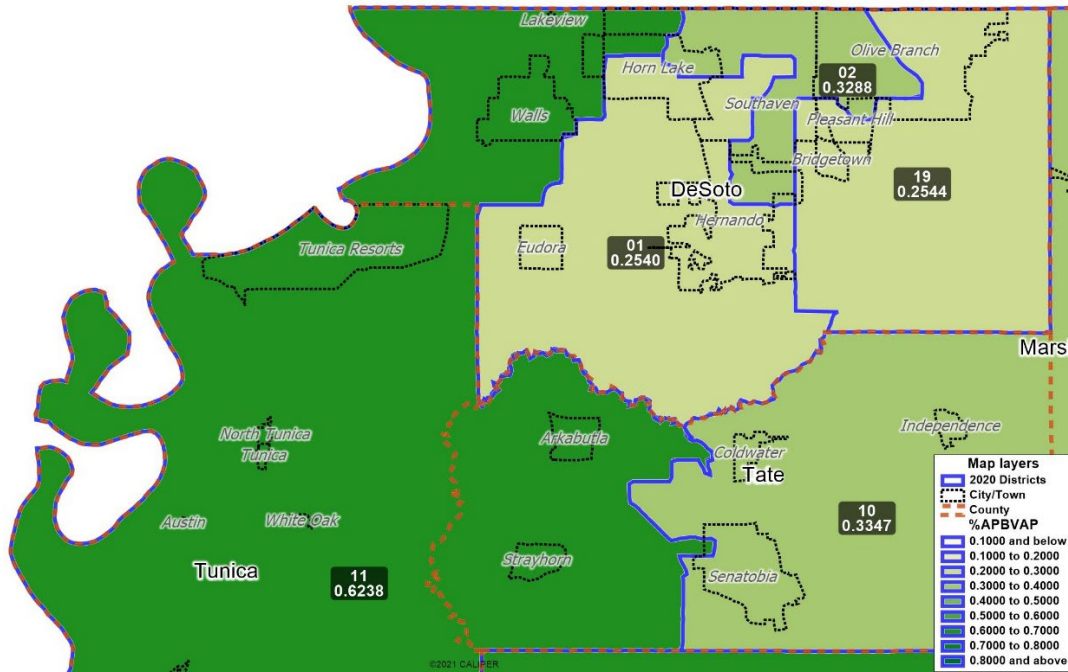 Lakeview
Olive Branch
Horn Lake
02
0.3288
Southaven
Walls
Pleasant Hill
Bridgetown
19
0.2544
DeSoto
Hernando
Tunica Resorts
Eudora
01
0.2540
Mars
North Tunica
Tunica
Arkabutla
Independence
Coldwater
Tate
Austin
White Oak
10
0.3347
Strayhorn
Senatobia
Tunica
11
0.6238
©2021 CALIPER
Map layers
2020 Districts
City/Town
County
%APBVAP
0.1000 and below
0.1000 to 0.2000
0.2000 to 0.3000
0.3000 to 0.4000
0.4000 to 0.5000
0.5000 to 0.6000
0.6000 to 0.7000
0.7000 to 0.8000
0.8000 and above